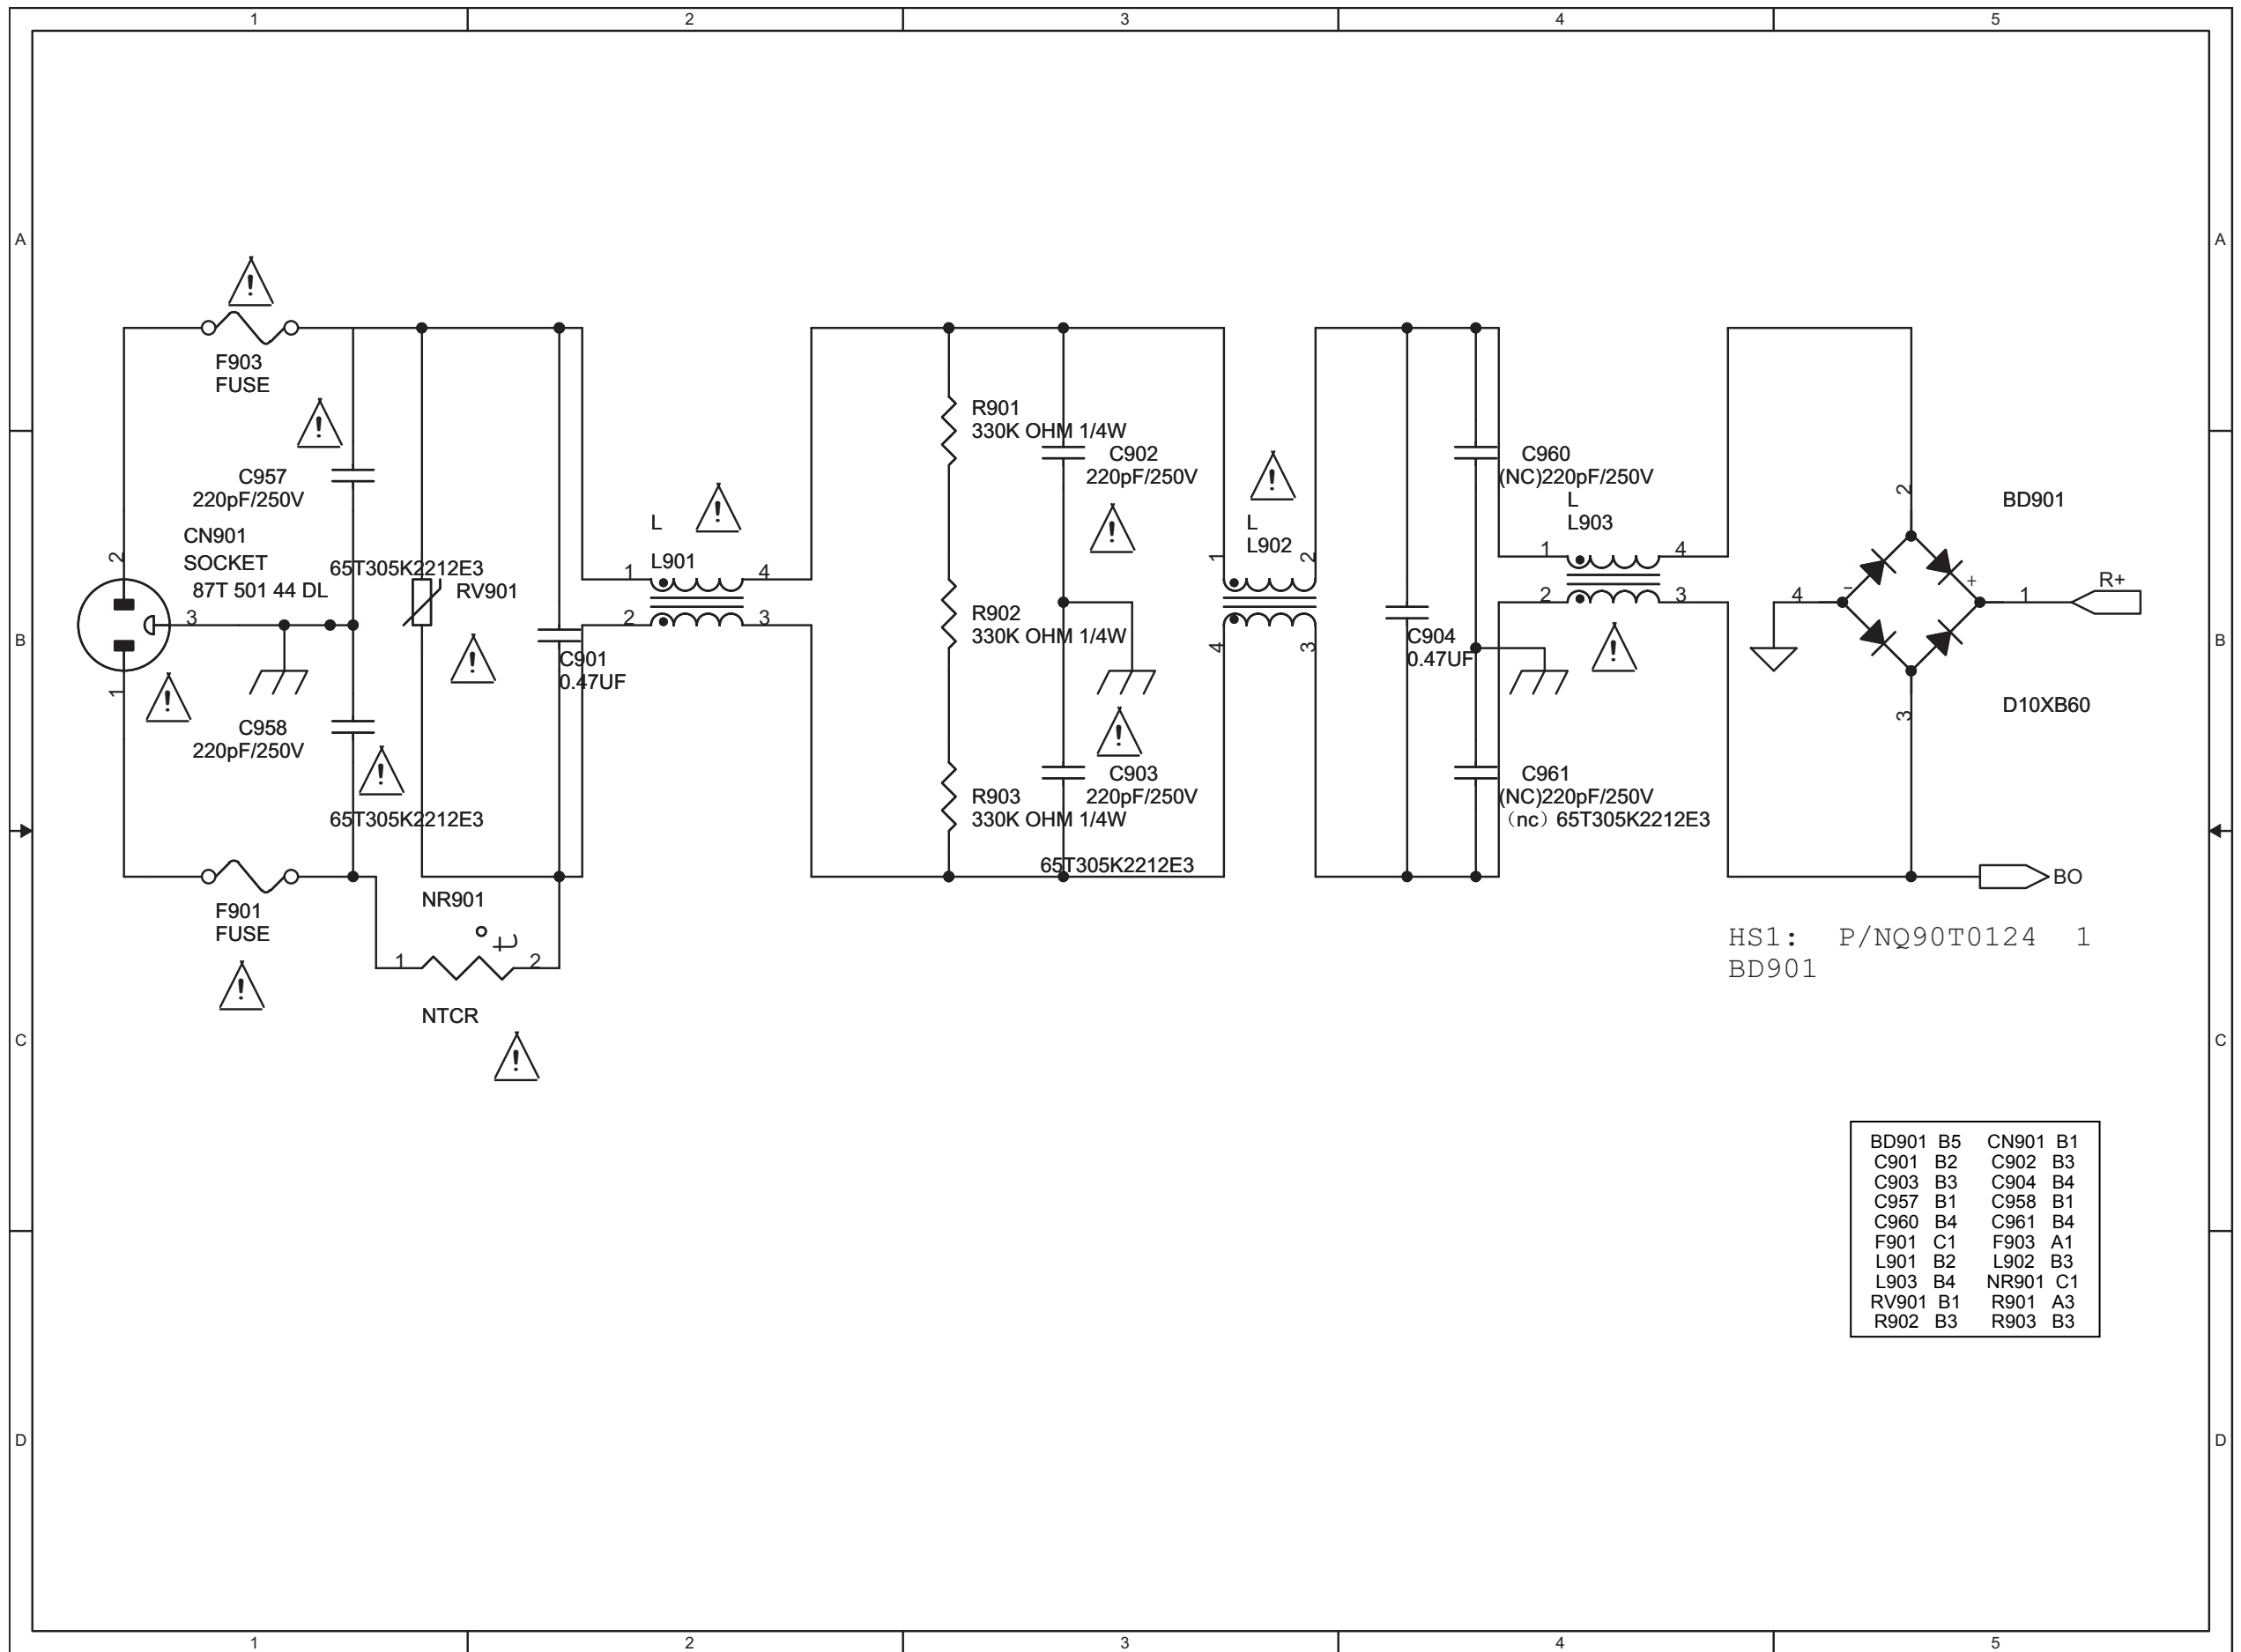 1 2 3 4 5
A A
!
F903
FUSE
!
R901
330K OHM 1/4W
C902
220pF/250V
!
C960
(NC)220pF/250V
L
L903
C957
220pF/250V
CN901
SOCKET
87T 501 44 DL
65T305K2212E3
RV901
L
!
L901
!
L
L902
2
BD901
2
1 4
2 3
1 2
4 3
1 4
2 3
3
R902
330K OHM 1/4W
C904
0.47UF
!
4
-
+
1
R+
B B
!
C901
0.47UF
1
!
C958
220pF/250V
!
65T305K2212E3
!
R903
330K OHM 1/4W
C903
220pF/250V
65T305K2212E3
C961
(NC)220pF/250V
（nc）65T305K2212E3
3
D10XB60
BO
F901
FUSE
!
NR901
° t
1 2
NTCR
!
HS1: P/NQ90T0124 1
BD901
C C
BD901 B5 CN901 B1
C901 B2 C902 B3
C903 B3 C904 B4
C957 B1 C958 B1
C960 B4 C961 B4
F901 C1 F903 A1
L901 B2 L902 B3
L903 B4 NR901 C1
RV901 B1 R901 A3
R902 B3 R903 B3
D D
1 2 3 4 5